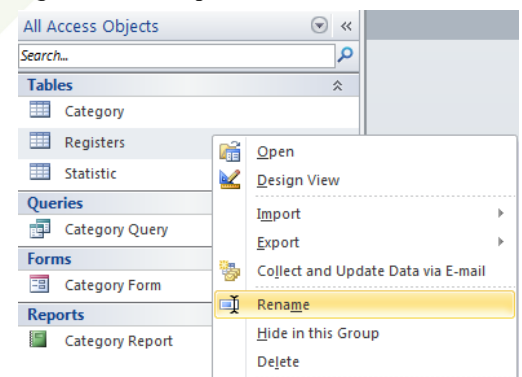 All Access Objects
Search...
Tables
Category
Registers
Statistic
Queries
Category Query
Forms
Category Form
Reports
Category Report
Open
Design View
Import
Export
Collect and Update Data via E-mail
Rename
Hide in this Group
Delete